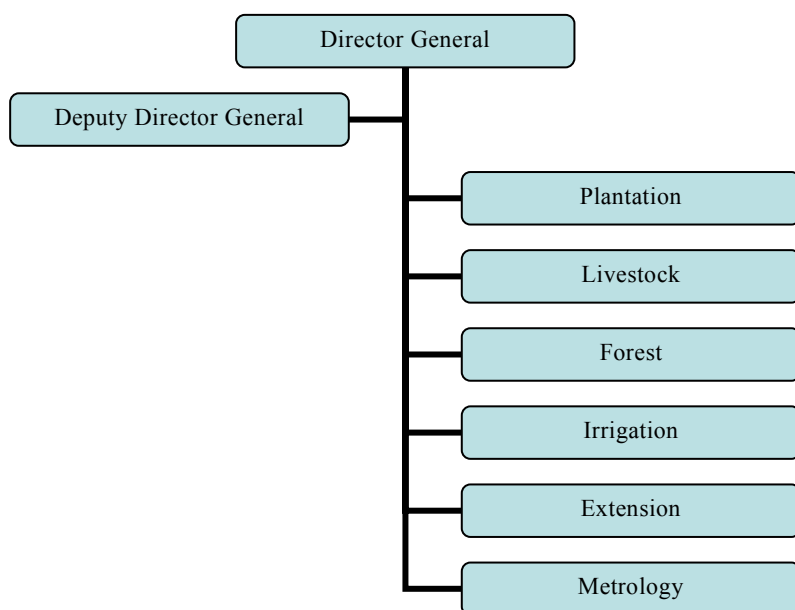 Director General
Deputy Director General
Plantation
Livestock
Forest
Irrigation
Extension
Metrology